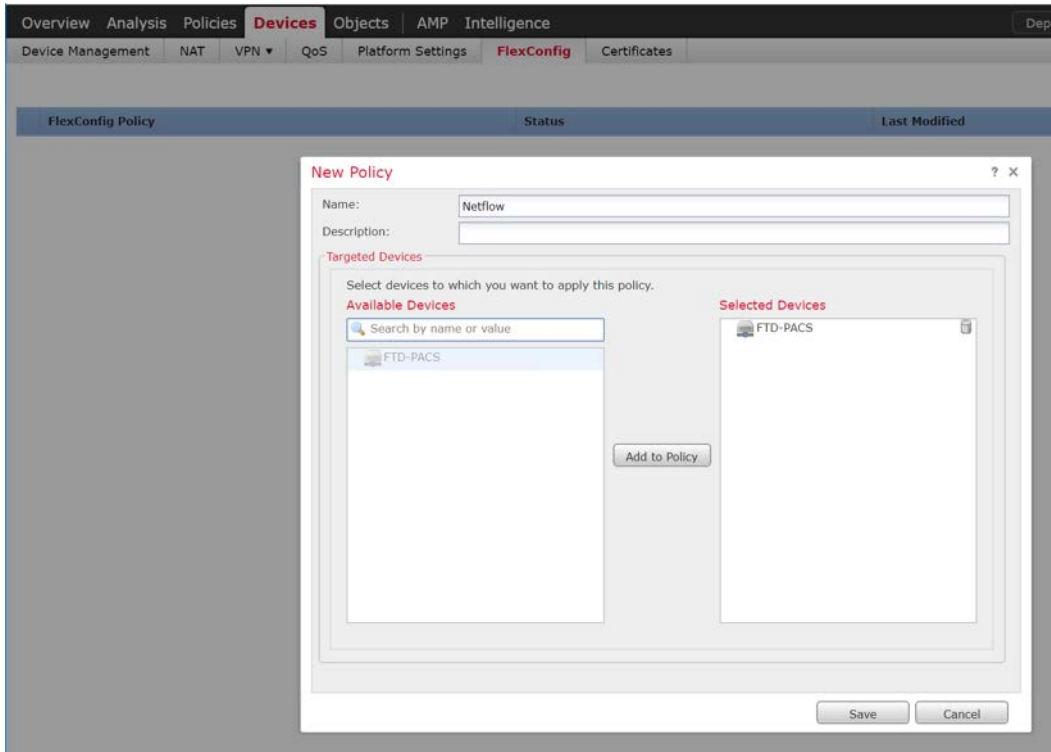 Overview Analysis Policies Devices Objects AMP Intelligence Dep
Device Management NAT VPN ▼ QoS Platform Settings FlexConfig Certificates
FlexConfig Policy Status Last Modified
New Policy ? X
Name: Netflow
Description:
Targeted Devices
Select devices to which you want to apply this policy.
Available Devices Selected Devices
Search by name or value FTD-PACS
FTD-PACS
Add to Policy
Save Cancel